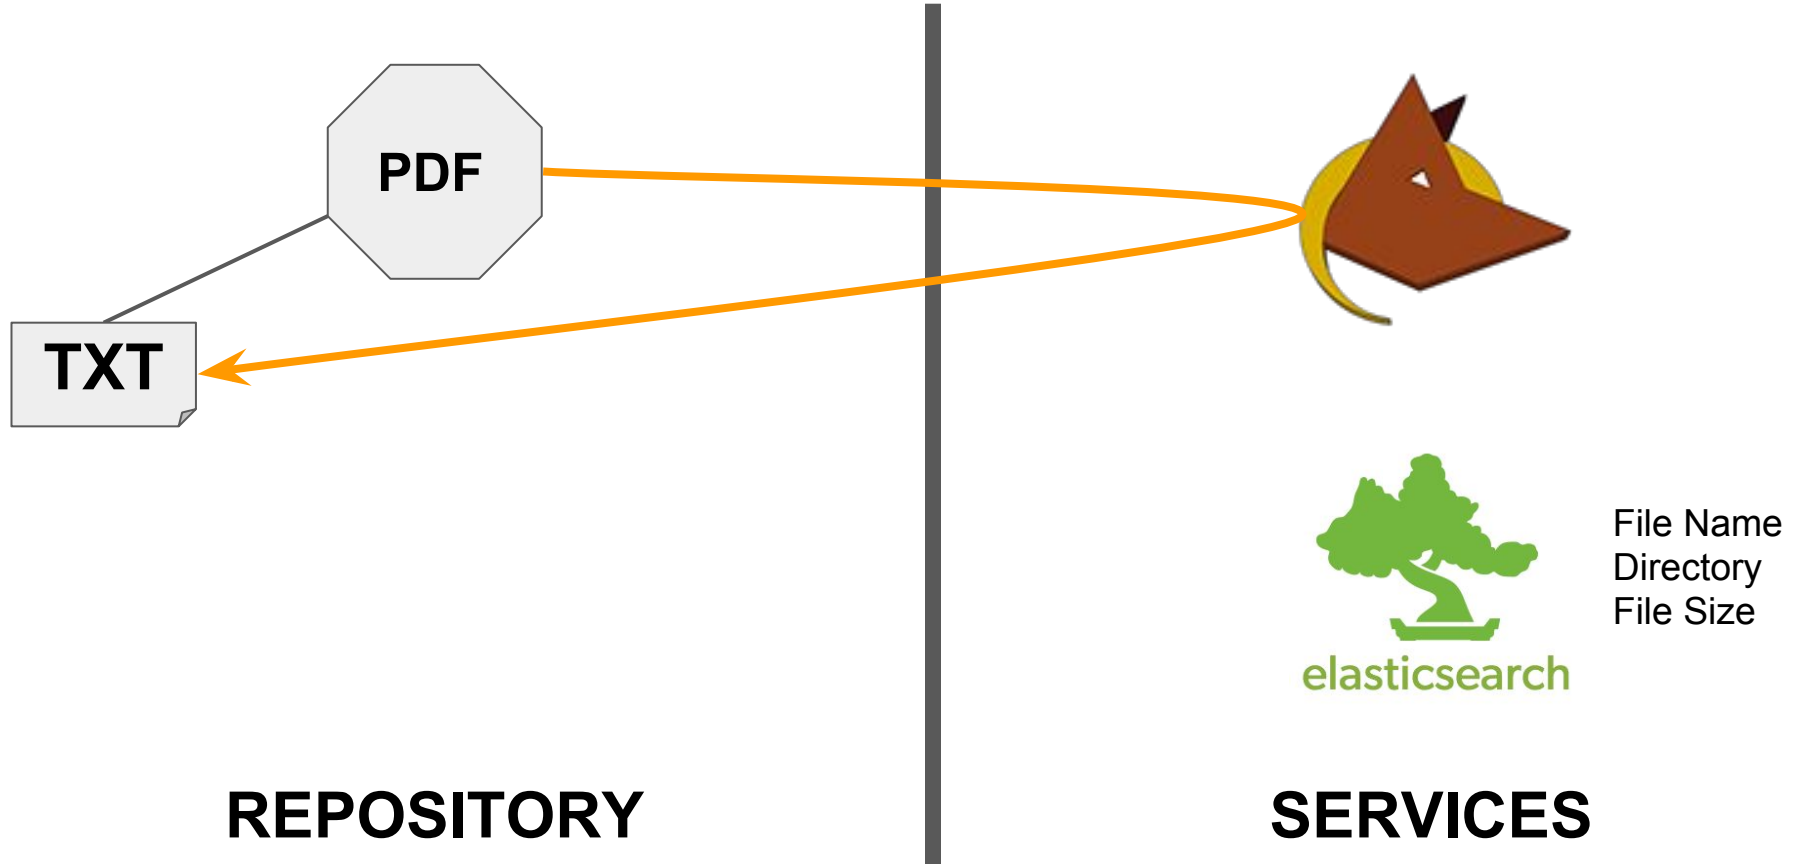 PDF
TXT
File Name
Directory
File Size
elasticsearch
REPOSITORY
SERVICES